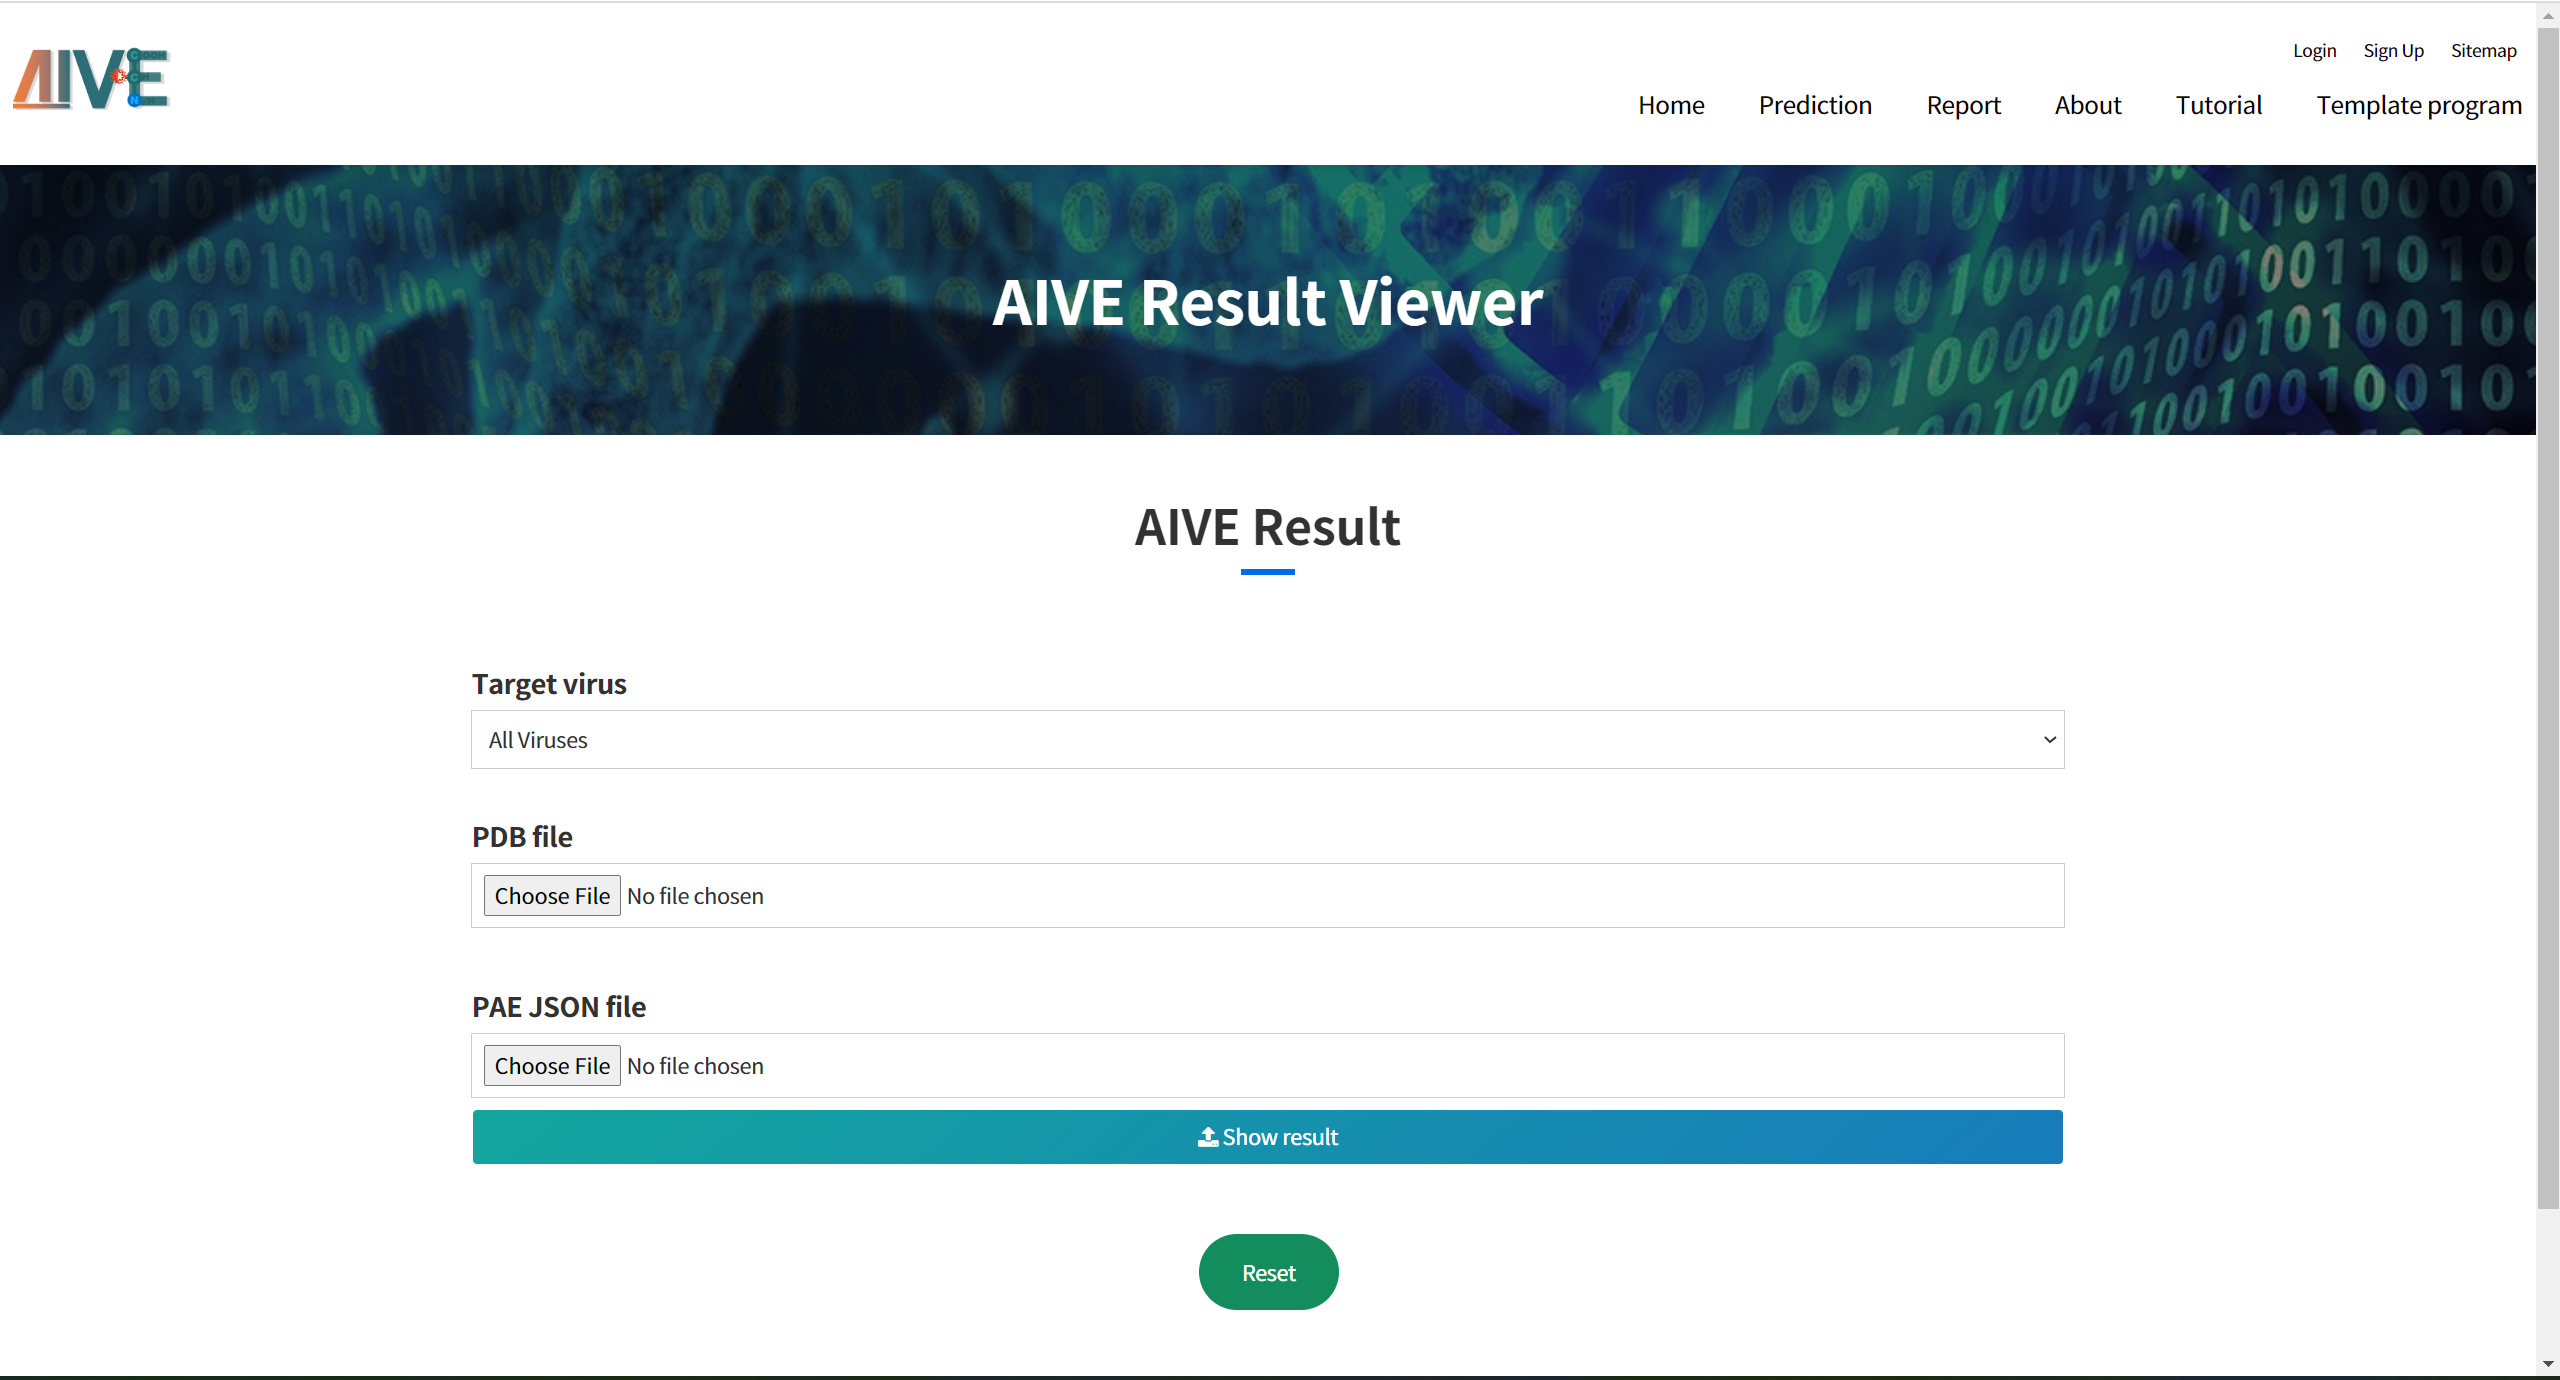 AIVE
Login Sign Up Sitemap
Home Prediction Report About Tutorial Template program
AIVE Result Viewer
AIVE Result
Target virus
All Viruses
PDB file
Choose File No file chosen
PAE JSON file
Choose File No file chosen
Show result
Reset